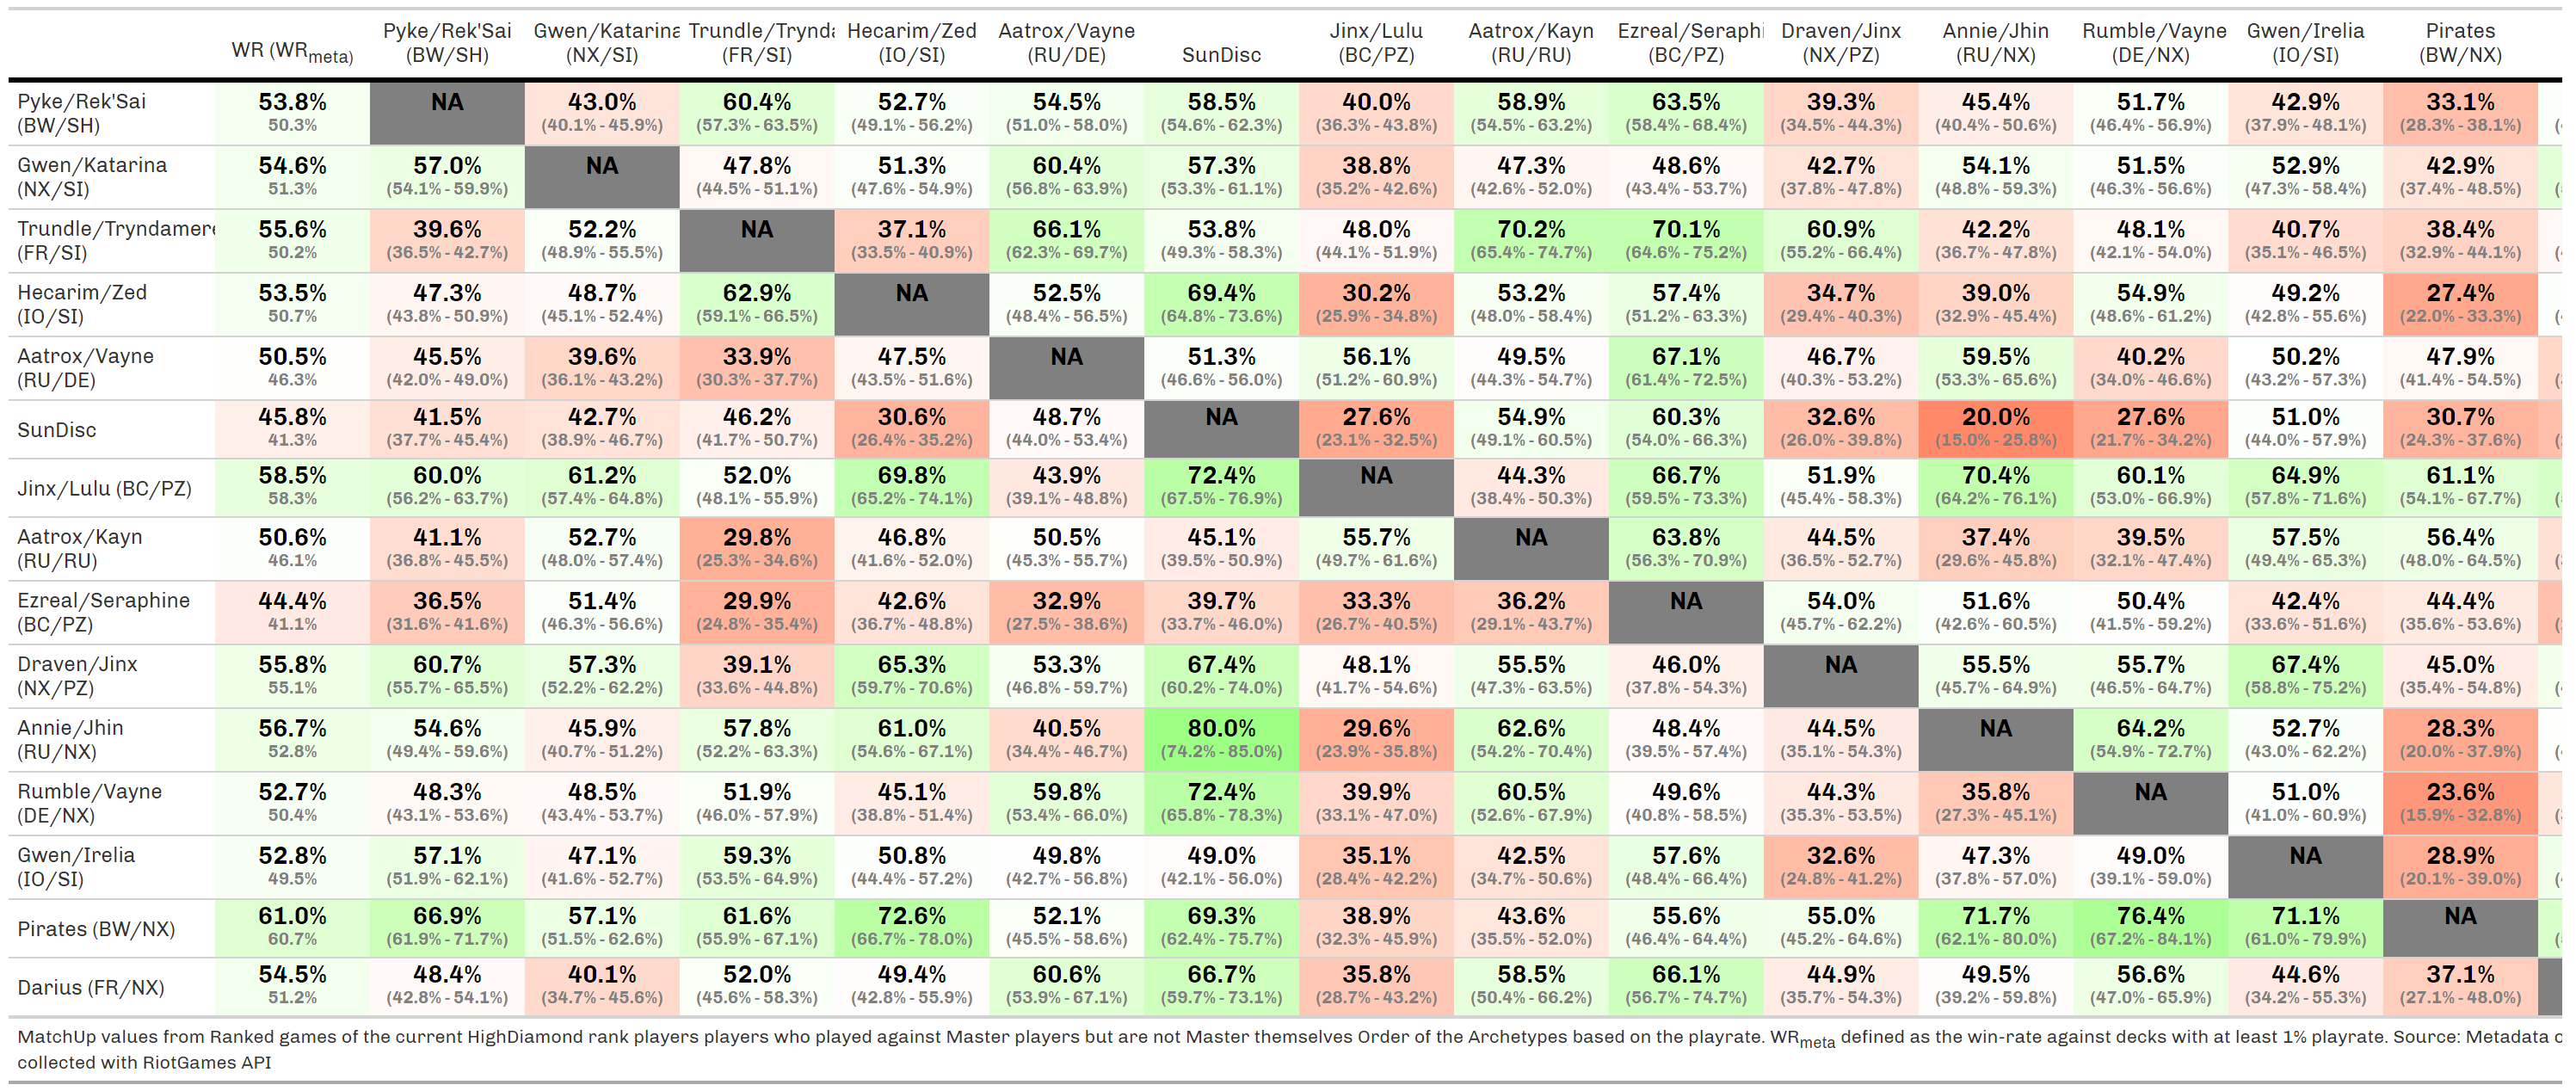 WR (WRmeta) Pyke/Rek'Sai (BW/SH) Gwen/Katarina (NX/SI) Trundle/Trynda (FR/SI) Hecarim/Zed (IO/SI) Aatrox/Vayne (RU/DE) SunDisc Jinx/Lulu (BC/PZ) Aatrox/Kayn (RU/RU) Ezreal/Seraphi (BC/PZ) Draven/Jinx (NX/PZ) Annie/Jhin (RU/NX) Rumble/Vayne (DE/NX) Gwen/Irelia (IO/SI) Pirates (BW/NX)
Pyke/Rek'Sai 53.8% NA 43.0% 60.4% 52.7% 54.5% 58.5% 40.0% 58.9% 63.5% 39.3% 45.4% 51.7% 42.9% 33.1%
(BW/SH) 50.3% (40.1% - 45.9%) (57.3% - 63.5%) (49.1% - 56.2%) (51.0% - 58.0%) (54.6% - 62.3%) (36.3% - 43.8%) (54.5% - 63.2%) (58.4% - 68.4%) (34.5% - 44.3%) (40.4% - 50.6%) (46.4% - 56.9%) (37.9% - 48.1%) (28.3% - 38.1%)
Gwen/Katarina 54.6% 57.0% NA 47.8% 51.3% 60.4% 57.3% 38.8% 47.3% 48.6% 42.7% 54.1% 51.5% 52.9% 42.9%
(NX/SI) 51.3% (54.1% - 59.9%) (44.5% - 51.1%) (47.6% - 54.9%) (56.8% - 63.9%) (53.3% - 61.1%) (35.2% - 42.6%) (42.6% - 52.0%) (43.4% - 53.7%) (37.8% - 47.8%) (48.8% - 59.3%) (46.3% - 56.6%) (47.3% - 58.4%) (37.4% - 48.5%)
Trundle/Tryndamere 55.6% 39.6% 52.2% NA 37.1% 66.1% 53.8% 48.0% 70.2% 70.1% 60.9% 42.2% 48.1% 40.7% 38.4%
(FR/SI) 50.2% (36.5% - 42.7%) (48.9% - 55.5%) (33.5% - 40.9%) (62.3% - 69.7%) (49.3% - 58.3%) (44.1% - 51.9%) (65.4% - 74.7%) (64.6% - 75.2%) (55.2% - 66.4%) (36.7% - 47.8%) (42.1% - 54.0%) (35.1% - 46.5%) (32.9% - 44.1%)
Hecarim/Zed 53.5% 47.3% 48.7% 62.9% NA 52.5% 69.4% 30.2% 53.2% 57.4% 34.7% 39.0% 54.9% 49.2% 27.4%
(IO/SI) 50.7% (43.8% - 50.9%) (45.1% - 52.4%) (59.1% - 66.5%) (48.4% - 56.5%) (64.8% - 73.6%) (25.9% - 34.8%) (48.0% - 58.4%) (51.2% - 63.3%) (29.4% - 40.3%) (32.9% - 45.4%) (48.6% - 61.2%) (42.8% - 55.6%) (22.0% - 33.3%)
Aatrox/Vayne 50.5% 45.5% 39.6% 33.9% 47.5% NA 51.3% 56.1% 49.5% 67.1% 46.7% 59.5% 40.2% 50.2% 47.9%
(RU/DE) 46.3% (42.0% - 49.0%) (36.1% - 43.2%) (30.3% - 37.7%) (43.5% - 51.6%) (46.6% - 56.0%) (51.2% - 60.9%) (44.3% - 54.7%) (61.4% - 72.5%) (40.3% - 53.2%) (53.3% - 65.6%) (34.0% - 46.6%) (43.2% - 57.3%) (41.4% - 54.5%)
SunDisc 45.8% 41.5% 42.7% 46.2% 30.6% 48.7% NA 27.6% 54.9% 60.3% 32.6% 20.0% 27.6% 51.0% 30.7%
41.3% (37.7% - 45.4%) (38.9% - 46.7%) (41.7% - 50.7%) (26.4% - 35.2%) (44.0% - 53.4%) (23.1% - 32.5%) (49.1% - 60.5%) (54.0% - 66.3%) (26.0% - 39.8%) (15.0% - 25.8%) (21.7% - 34.2%) (44.0% - 57.9%) (24.3% - 37.6%)
Jinx/Lulu (BC/PZ) 58.5% 60.0% 61.2% 52.0% 69.8% 43.9% 72.4% NA 44.3% 66.7% 51.9% 70.4% 60.1% 64.9% 61.1%
58.3% (56.2% - 63.7%) (57.4% - 64.8%) (48.1% - 55.9%) (65.2% - 74.1%) (39.1% - 48.8%) (67.5% - 76.9%) (38.4% - 50.3%) (59.5% - 73.3%) (45.4% - 58.3%) (64.2% - 76.1%) (53.0% - 66.9%) (57.8% - 71.6%) (54.1% - 67.7%)
Aatrox/Kayn 50.6% 41.1% 52.7% 29.8% 46.8% 50.5% 45.1% 55.7% NA 63.8% 44.5% 37.4% 39.5% 57.5% 56.4%
(RU/RU) 46.1% (36.8% - 45.5%) (48.0% - 57.4%) (25.3% - 34.6%) (41.6% - 52.0%) (45.3% - 55.7%) (39.5% - 50.9%) (49.7% - 61.6%) (56.3% - 70.9%) (36.5% - 52.7%) (29.6% - 45.8%) (32.1% - 47.4%) (49.4% - 65.3%) (48.0% - 64.5%)
Ezreal/Seraphine 44.4% 36.5% 51.4% 29.9% 42.6% 32.9% 39.7% 33.3% 36.2% NA 54.0% 51.6% 50.4% 42.4% 44.4%
(BC/PZ) 41.1% (31.6% - 41.6%) (46.3% - 56.6%) (24.8% - 35.4%) (36.7% - 48.8%) (27.5% - 38.6%) (33.7% - 46.0%) (26.7% - 40.5%) (29.1% - 43.7%) (45.7% - 62.2%) (42.6% - 60.5%) (41.5% - 59.2%) (33.6% - 51.6%) (35.6% - 53.6%)
Draven/Jinx 55.8% 60.7% 57.3% 39.1% 65.3% 53.3% 67.4% 48.1% 55.5% 46.0% NA 55.5% 55.7% 67.4% 45.0%
(NX/PZ) 55.1% (55.7% - 65.5%) (52.2% - 62.2%) (33.6% - 44.8%) (59.7% - 70.6%) (46.8% - 59.7%) (60.2% - 74.0%) (41.7% - 54.6%) (47.3% - 63.5%) (37.8% - 54.3%) (45.7% - 64.9%) (46.5% - 64.7%) (58.8% - 75.2%) (35.4% - 54.8%)
Annie/Jhin 56.7% 54.6% 45.9% 57.8% 61.0% 40.5% 80.0% 29.6% 62.6% 48.4% 44.5% NA 64.2% 52.7% 28.3%
(RU/NX) 52.8% (49.4% - 59.6%) (40.7% - 51.2%) (52.2% - 63.3%) (54.6% - 67.1%) (34.4% - 46.7%) (74.2% - 85.0%) (23.9% - 35.8%) (54.2% - 70.4%) (39.5% - 57.4%) (35.1% - 54.3%) (54.9% - 72.7%) (43.0% - 62.2%) (20.0% - 37.9%)
Rumble/Vayne 52.7% 48.3% 48.5% 51.9% 45.1% 59.8% 72.4% 39.9% 60.5% 49.6% 44.3% 35.8% NA 51.0% 23.6%
(DE/NX) 50.4% (43.1% - 53.6%) (43.4% - 53.7%) (46.0% - 57.9%) (38.8% - 51.4%) (53.4% - 66.0%) (65.8% - 78.3%) (33.1% - 47.0%) (52.6% - 67.9%) (40.8% - 58.5%) (35.3% - 53.5%) (27.3% - 45.1%) (41.0% - 60.9%) (15.9% - 32.8%)
Gwen/Irelia 52.8% 57.1% 47.1% 59.3% 50.8% 49.8% 49.0% 35.1% 42.5% 57.6% 32.6% 47.3% 49.0% NA 28.9%
(IO/SI) 49.5% (51.9% - 62.1%) (41.6% - 52.7%) (53.5% - 64.9%) (44.4% - 57.2%) (42.7% - 56.8%) (42.1% - 56.0%) (28.4% - 42.2%) (34.7% - 50.6%) (48.4% - 66.4%) (24.8% - 41.2%) (37.8% - 57.0%) (39.1% - 59.0%) (20.1% - 39.0%)
Pirates (BW/NX) 61.0% 66.9% 57.1% 61.6% 72.6% 52.1% 69.3% 38.9% 43.6% 55.6% 55.0% 71.7% 76.4% 71.1% NA
60.7% (61.9% - 71.7%) (51.5% - 62.6%) (55.9% - 67.1%) (66.7% - 78.0%) (45.5% - 58.6%) (62.4% - 75.7%) (32.3% - 45.9%) (35.5% - 52.0%) (46.4% - 64.4%) (45.2% - 64.6%) (62.1% - 80.0%) (67.2% - 84.1%) (61.0% - 79.9%)
Darius (FR/NX) 54.5% 48.4% 40.1% 52.0% 49.4% 60.6% 66.7% 35.8% 58.5% 66.1% 44.9% 49.5% 56.6% 44.6% 37.1%
51.2% (42.8% - 54.1%) (34.7% - 45.6%) (45.6% - 58.3%) (42.8% - 55.9%) (53.9% - 67.1%) (59.7% - 73.1%) (28.7% - 43.2%) (50.4% - 66.2%) (56.7% - 74.7%) (35.7% - 54.3%) (39.2% - 59.8%) (47.0% - 65.9%) (34.2% - 55.3%) (27.1% - 48.0%)
MatchUp values from Ranked games of the current HighDiamond rank players players who played against Master players but are not Master themselves Order of the Archetypes based on the playrate. WRmeta defined as the win-rate against decks with at least 1% playrate. Source: Metadata
collected with RiotGames API